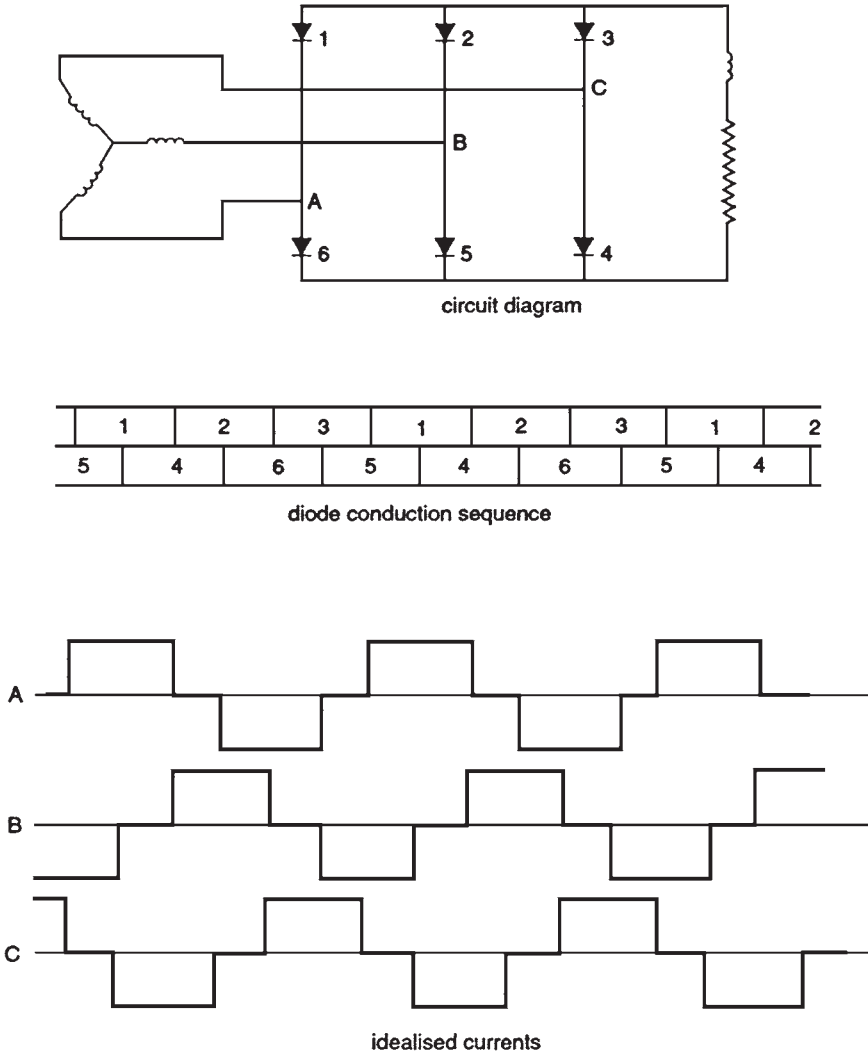 1 2 3
C
B
A
6 5 4
circuit diagram
1 2 3 1 2 3 1 2
5 4 6 5 4 6 5 4
diode conduction sequence
A
B
C
idealised currents